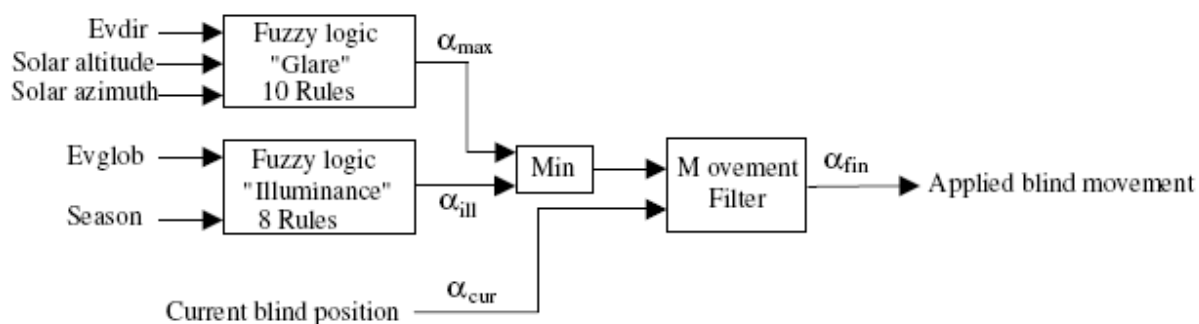 Evdir
Solar altitude
Solar azimuth
Fuzzy logic
"Glare"
10 Rules
αmax
Evglob
Season
Fuzzy logic
"Illuminance"
8 Rules
αill
Min
M ovement
Filter
αfin
Applied blind movement
Current blind position
αcur